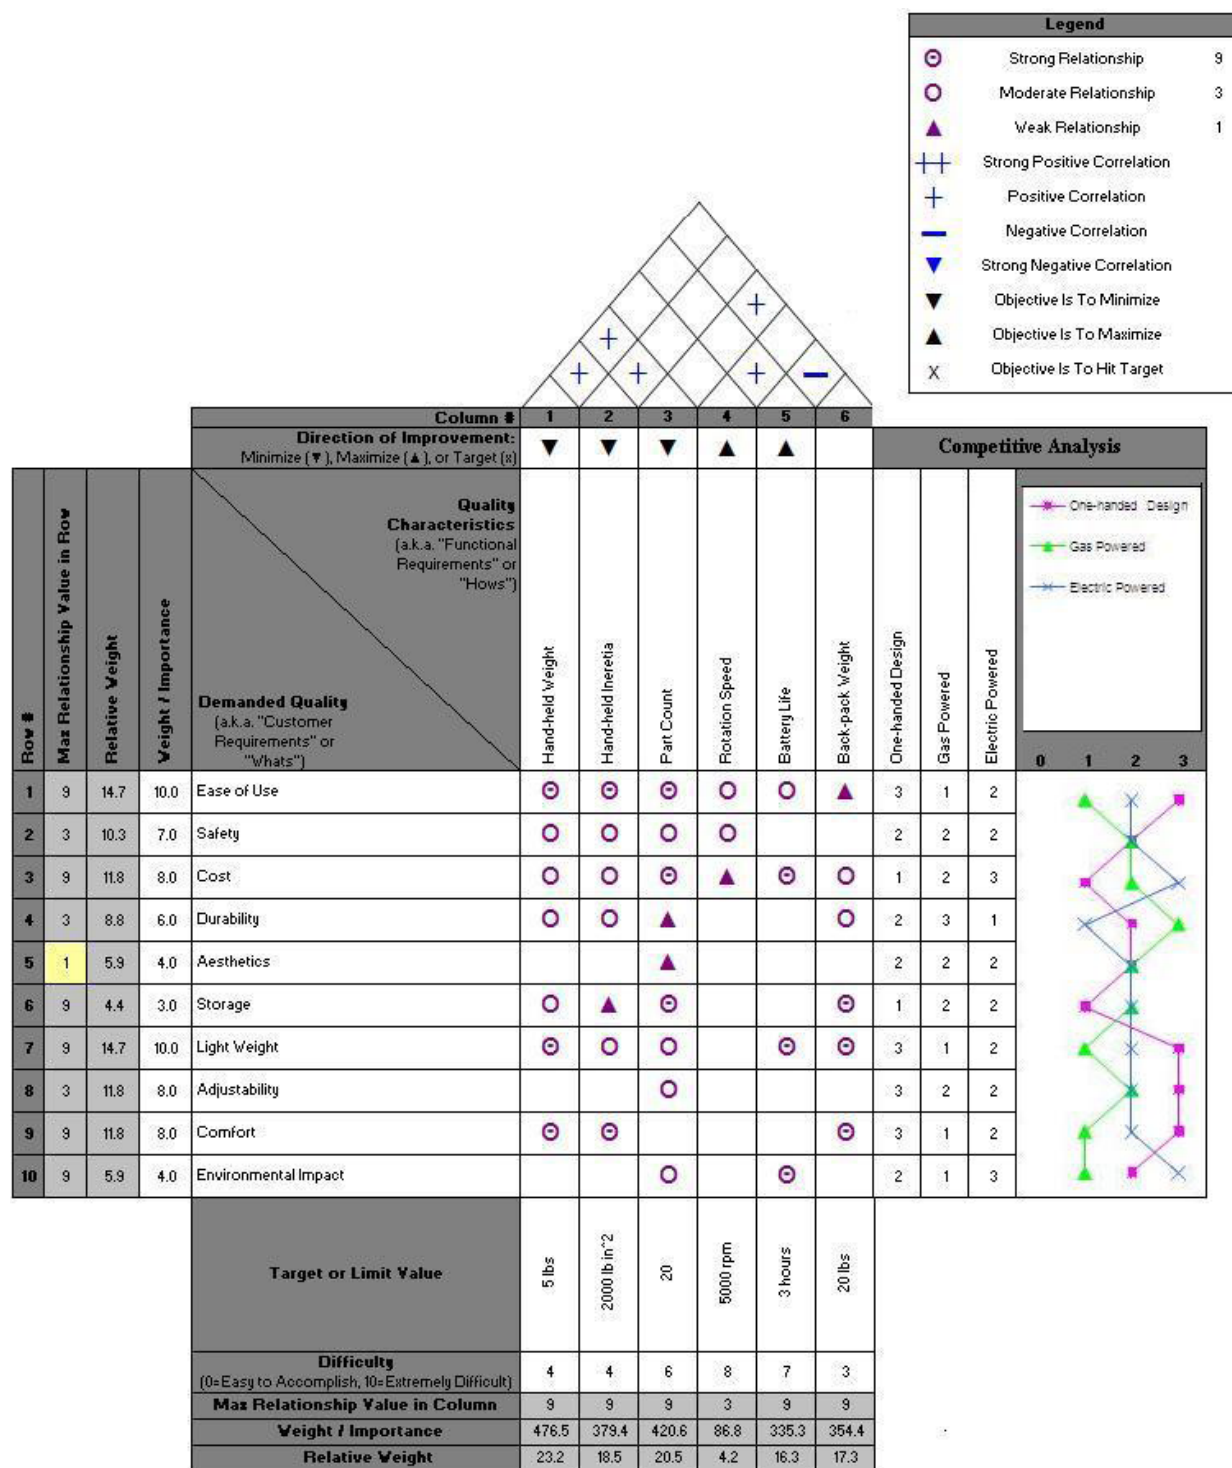 Legend
Strong Relationship 9
Moderate Relationship 3
Weak Relationship 1
Strong Positive Correlation
Positive Correlation
Negative Correlation
Strong Negative Correlation
Objective Is To Minimize
Objective Is To Maximize
X Objective Is To Hit Target
Column # 1 2 3 4 5 6
Direction of Improvement:
Minimize (▼), Maximize (▲), or Target (x)
Competitive Analysis
Row #
Max Relationship Value in Row
Relative Weight
Weight / Importance
Quality
Characteristics
(a.k.a. "Functional
Requirements" or
"Hows")
Demanded Quality
(a.k.a. "Customer
Requirements" or
"Whats")
Hand-held Weight
Hand-held Ineretia
Part Count
Rotation Speed
Battery Life
Back-pack Weight
One-handed Design
Gas Powered
Electric Powered
One-handed Design
Gas Powered
Electric Powered
0 1 2 3
1 9 14.7 10.0 Ease of Use 3 1 2
2 3 10.3 7.0 Safety 2 2 2
3 9 11.8 8.0 Cost 1 2 3
4 3 8.8 6.0 Durability 2 3 1
5 1 5.9 4.0 Aesthetics 2 2 2
6 9 4.4 3.0 Storage 1 2 2
7 9 14.7 10.0 Light Weight 3 1 2
8 3 11.8 8.0 Adjustability 3 2 2
9 9 11.8 8.0 Comfort 3 1 2
10 9 5.9 4.0 Environmental Impact 2 1 3
Target or Limit Value
5 lbs
2000 lb in^2
20
5000 rpm
3 hours
20 lbs
Difficulty
(0=Easy to Accomplish, 10=Extremely Difficult)
4 4 6 8 7 3
Max Relationship Value in Column 9 9 9 3 9 9
Weight / Importance 476.5 379.4 420.6 86.8 335.3 354.4
Relative Weight 23.2 18.5 20.5 4.2 16.3 17.3